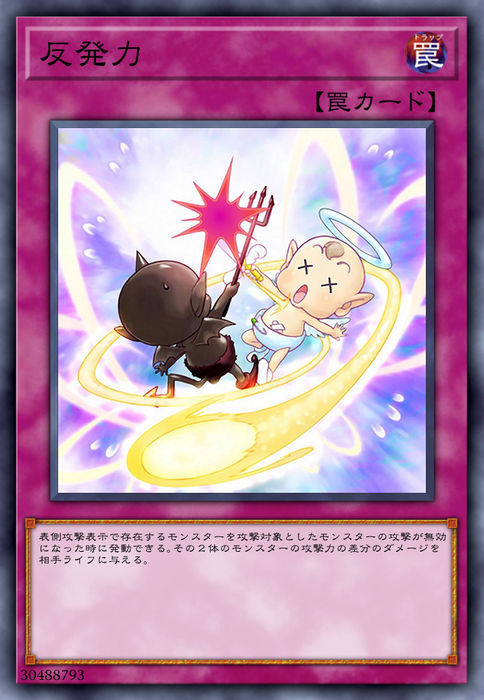 反発力
トラップ
罠
【罠カード】
表側攻撃表示で存在するモンスターを攻撃対象としたモンスターの攻撃が無効
になった時に発動できる。その２体のモンスターの攻撃力の差分のダメージを
相手ライフに与える。
30488793